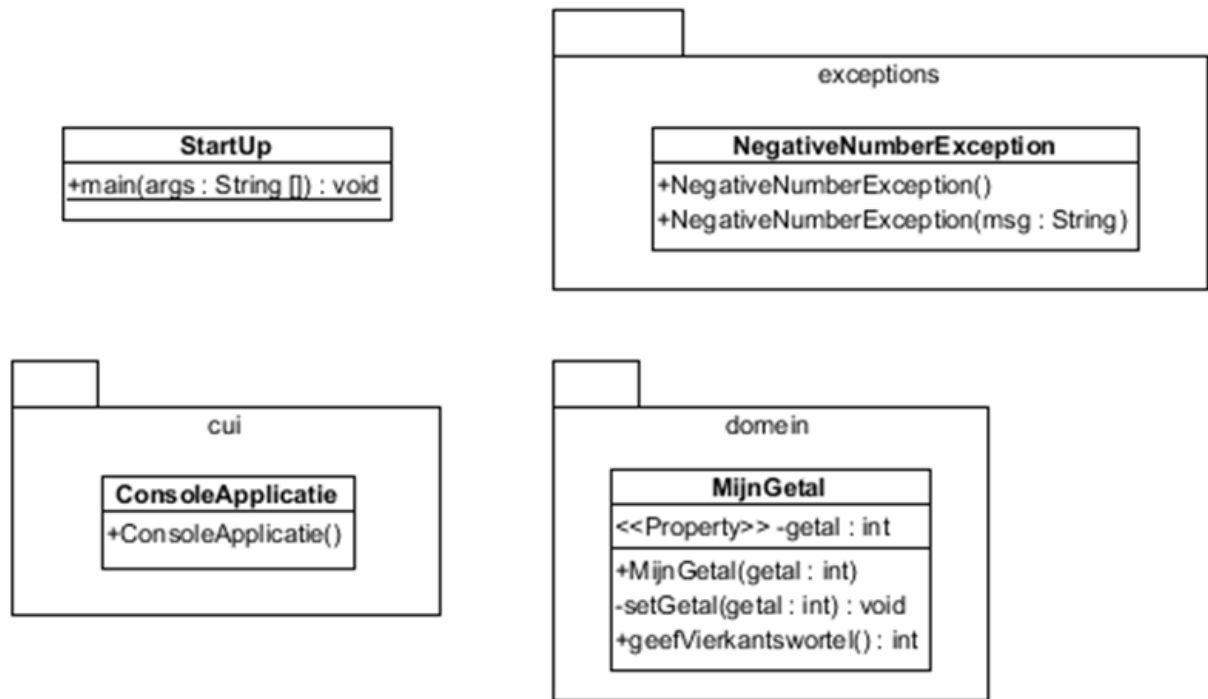 StartUp
+main(args : String []) : void
exceptions
NegativeNumberException
+NegativeNumberException()
+NegativeNumberException(msg : String)
cui
ConsoleApplicatie
+ConsoleApplicatie()
domein
MijnGetal
<<Property>> -getal : int
+MijnGetal(getal : int)
-setGetal(getal : int) : void
+geefVierkantswortel() : int